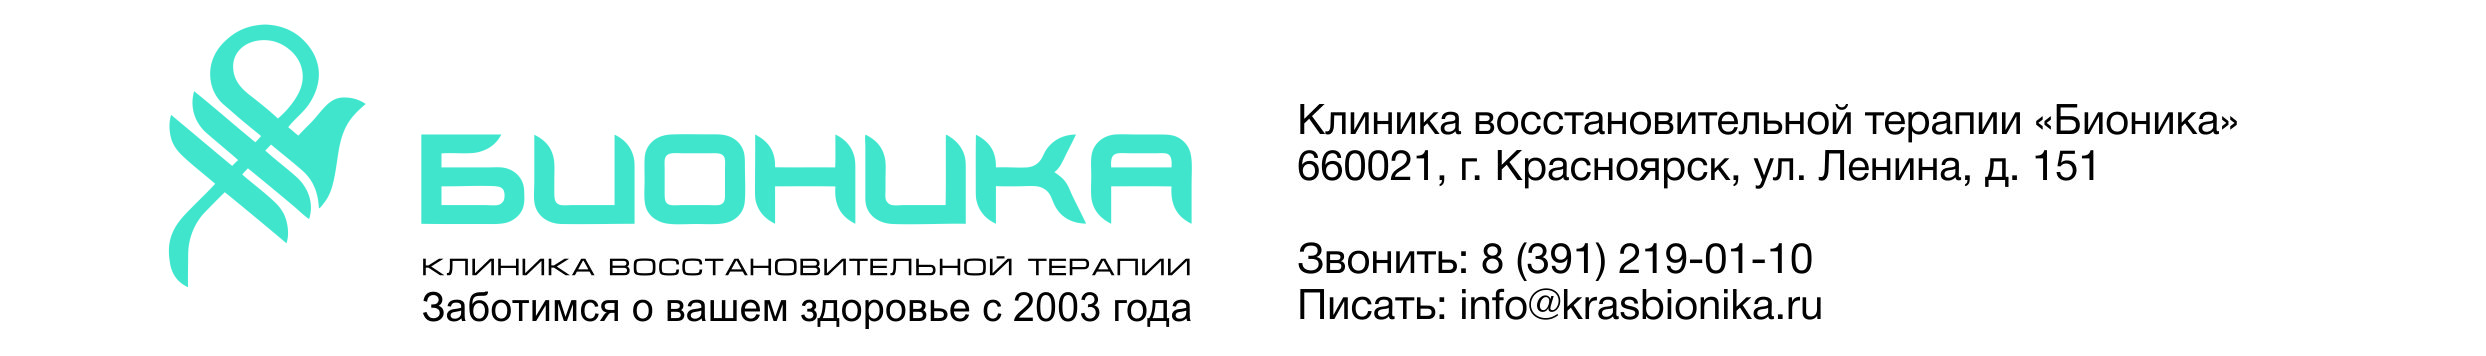 БИОНИКА
КЛИНИКА ВОССТАНОВИТЕЛЬНОЙ ТЕРАПИИ
Заботимся о вашем здоровье с 2003 года
Клиника восстановительной терапии «Бионика»
660021, г. Красноярск, ул. Ленина, д. 151
Звонить: 8 (391) 219-01-10
Писать: info@krasbionika.ru